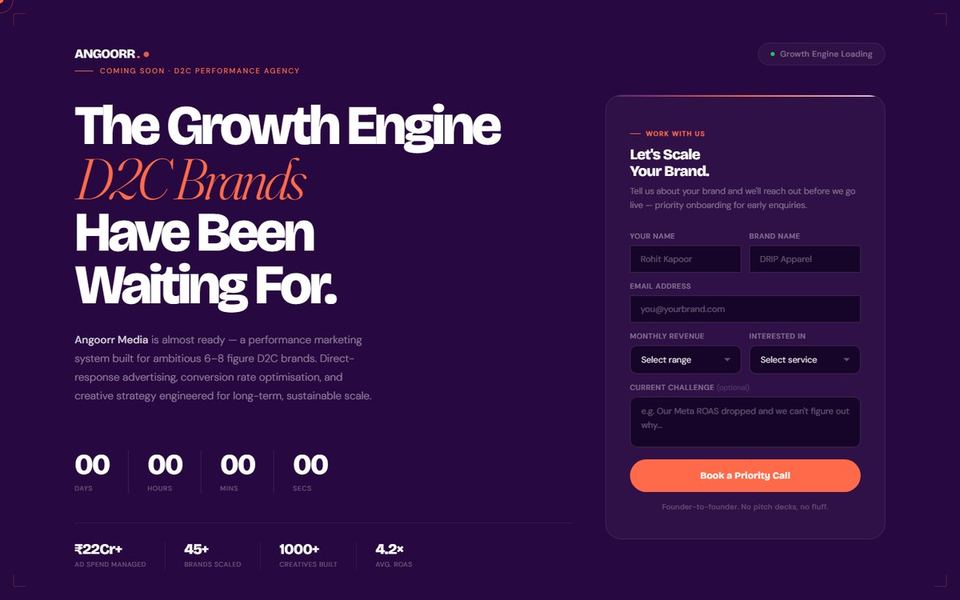 ANGOORR.
COMING SOON · D2C PERFORMANCE AGENCY
The Growth Engine
D2C Brands
Have Been
Waiting For.
Angoorr Media is almost ready — a performance marketing
system built for ambitious 6–8 figure D2C brands. Direct-
response advertising, conversion rate optimisation, and
creative strategy engineered for long-term, sustainable scale.
00 00 00 00
DAYS HOURS MINS SECS
₹22Cr+ 45+ 1000+ 4.2×
AD SPEND MANAGED BRANDS SCALED CREATIVES BUILT AVG. ROAS
Growth Engine Loading
WORK WITH US
Let's Scale
Your Brand.
Tell us about your brand and we'll reach out before we go
live — priority onboarding for early enquiries.
YOUR NAME BRAND NAME
Rohit Kapoor DRIP Apparel
EMAIL ADDRESS
you@yourbrand.com
MONTHLY REVENUE INTERESTED IN
Select range Select service
CURRENT CHALLENGE (optional)
e.g. Our Meta ROAS dropped and we can't figure out
why...
Book a Priority Call
Founder-to-founder. No pitch decks, no fluff.